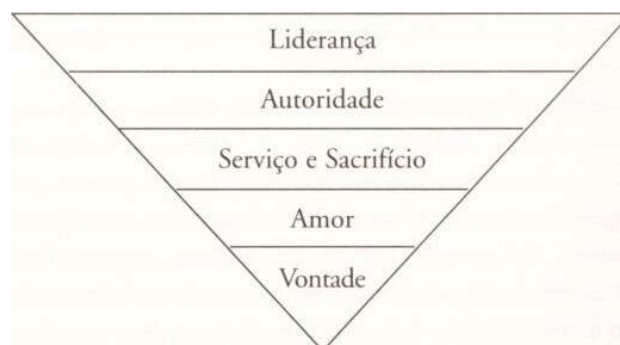 Liderança
Autoridade
Serviço e Sacrifício
Amor
Vontade